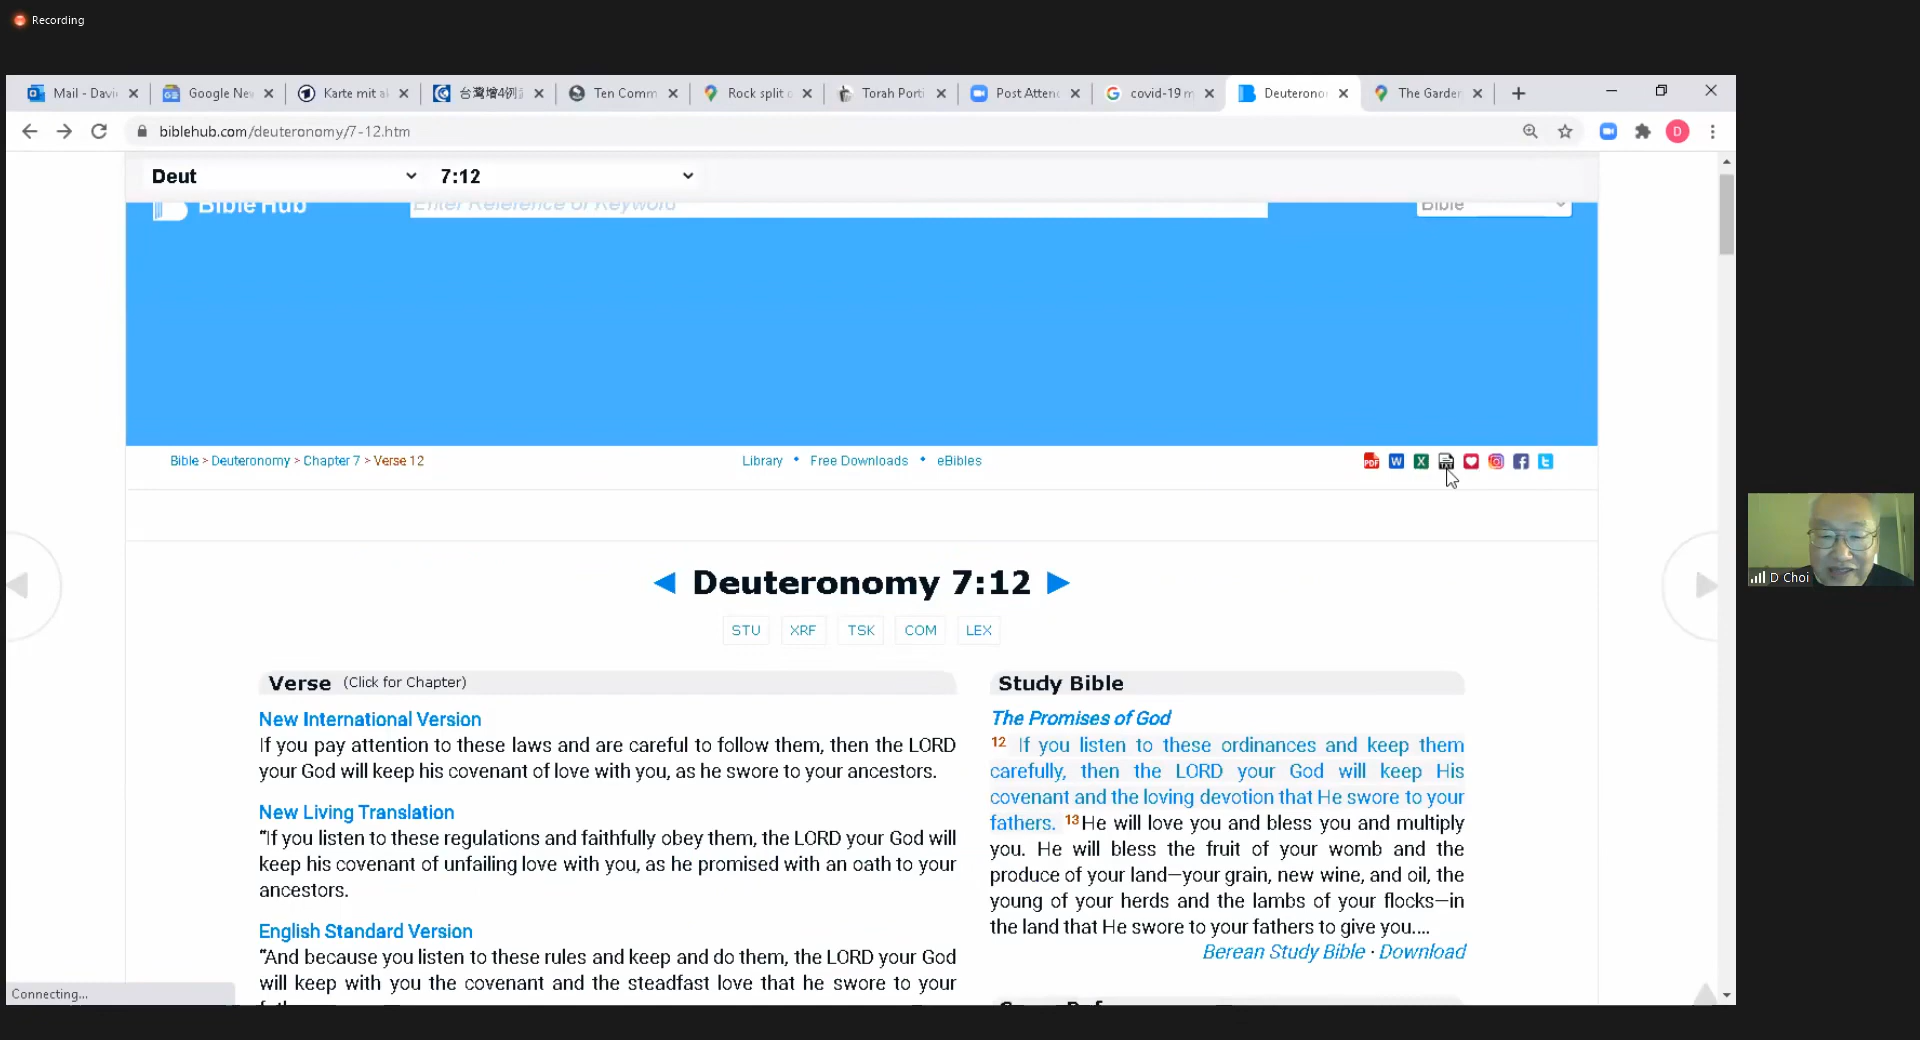 Recording
Mail - Davi
Google Ne
Karte mit a
台灣增4例
Ten Comm
Rock split
Torah Porti
Post Atten
covid-19 m
Deuterono
The Garder
biblehub.com/deuteronomy/7-12.htm
D
Deut
7:12
Bible Hub
Enter Reference or Keyword
Bible
Bible > Deuteronomy > Chapter 7 > Verse 12
Library • Free Downloads • eBibles
PDF W X TXT
Deuteronomy 7:12
STU XRF TSK COM LEX
Verse (Click for Chapter)
New International Version
If you pay attention to these laws and are careful to follow them, then the LORD
your God will keep his covenant of love with you, as he swore to your ancestors.
New Living Translation
“If you listen to these regulations and faithfully obey them, the LORD your God will
keep his covenant of unfailing love with you, as he promised with an oath to your
ancestors.
English Standard Version
“And because you listen to these rules and keep and do them, the LORD your God
will keep with you the covenant and the steadfast love that he swore to your
Study Bible
The Promises of God
12 If you listen to these ordinances and keep them
carefully, then the LORD your God will keep His
covenant and the loving devotion that He swore to your
fathers. 13He will love you and bless you and multiply
you. He will bless the fruit of your womb and the
produce of your land—your grain, new wine, and oil, the
young of your herds and the lambs of your flocks—in
the land that He swore to your fathers to give you....
Berean Study Bible · Download
Connecting...
D Choi